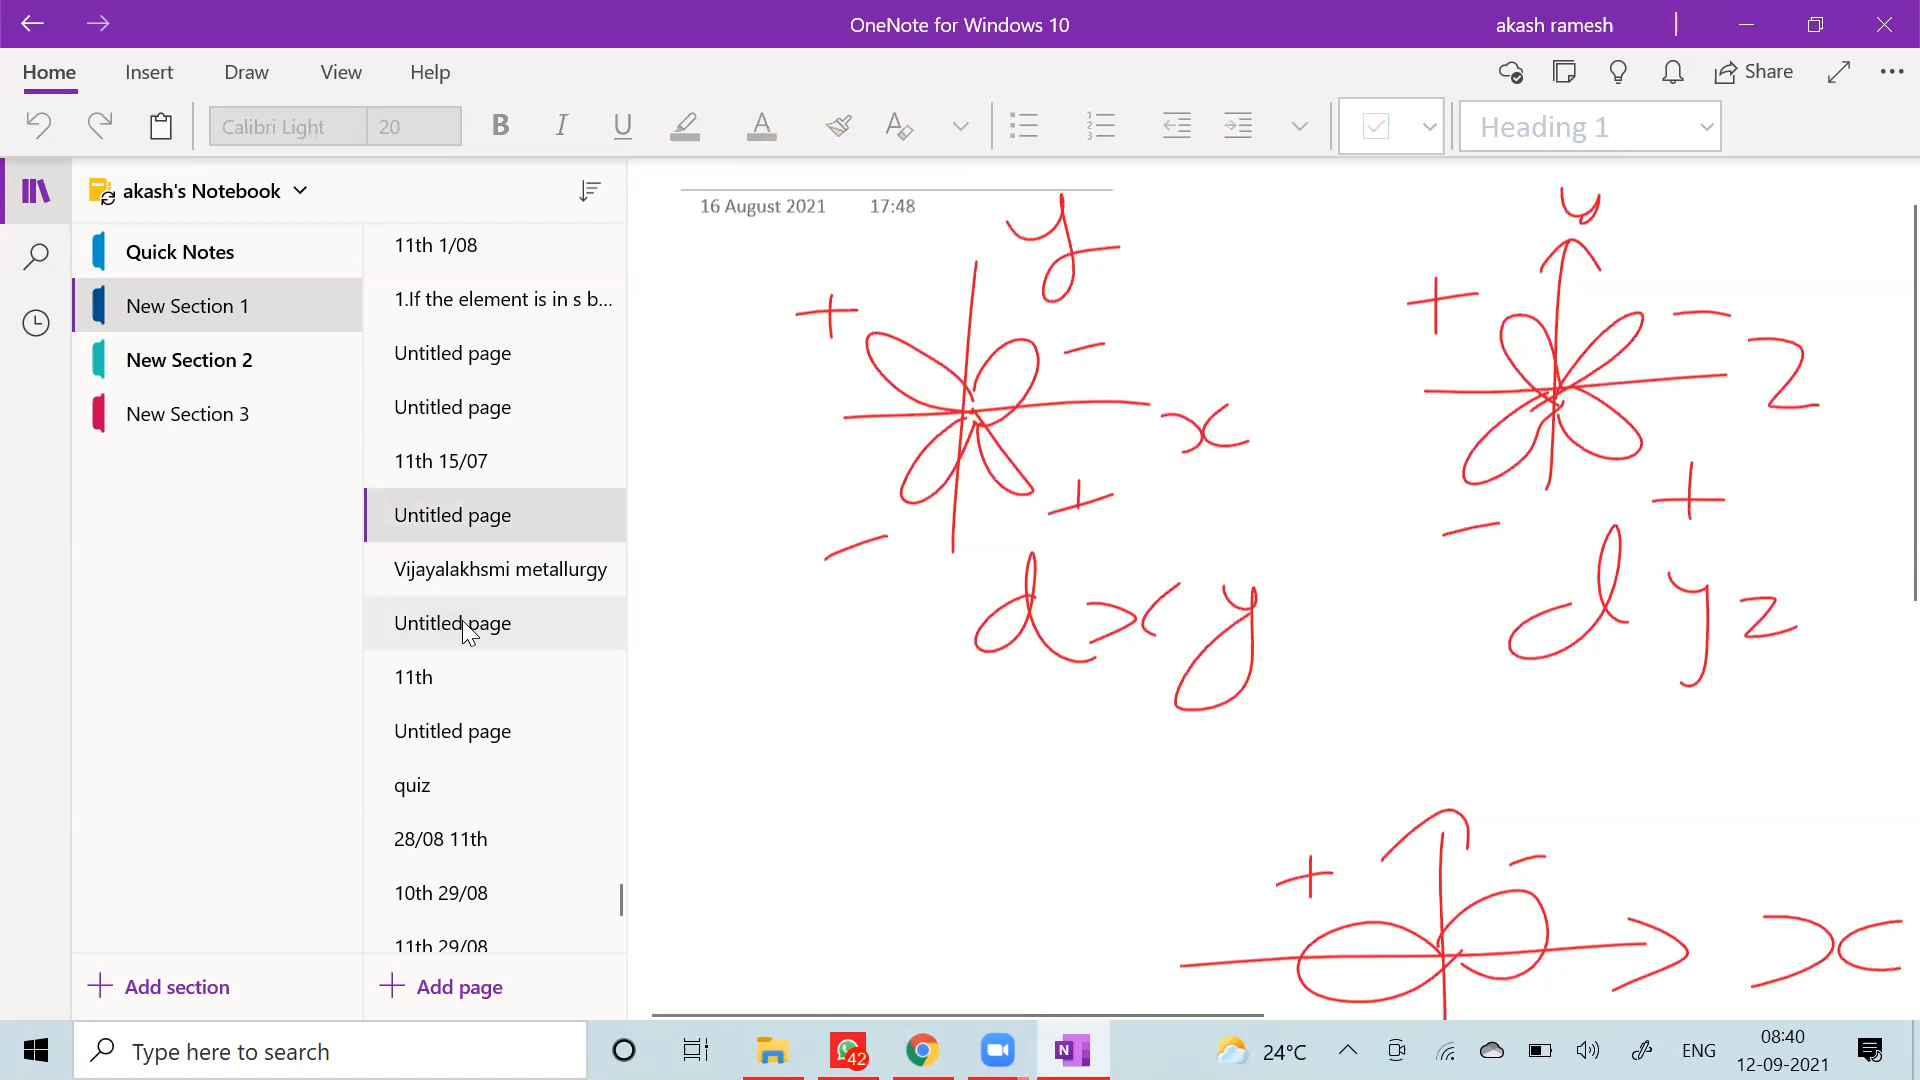 OneNote for Windows 10
akash ramesh
Home Insert Draw View Help
Share
Calibri Light 20
B I U A
Heading 1
akash's Notebook
Quick Notes
New Section 1
New Section 2
New Section 3
Add section
11th 1/08
1.If the element is in s b...
Untitled page
Untitled page
11th 15/07
Untitled page
Vijayalakhsmi metallurgy
Untitled page
11th
Untitled page
quiz
28/08 11th
10th 29/08
11th 29/08
Add page
16 August 2021 17:48
y
+ −
x
− +
dxy
y
+ −
z
− +
dyz
+ −
x
Type here to search
42
24°C
ENG
08:40
12-09-2021